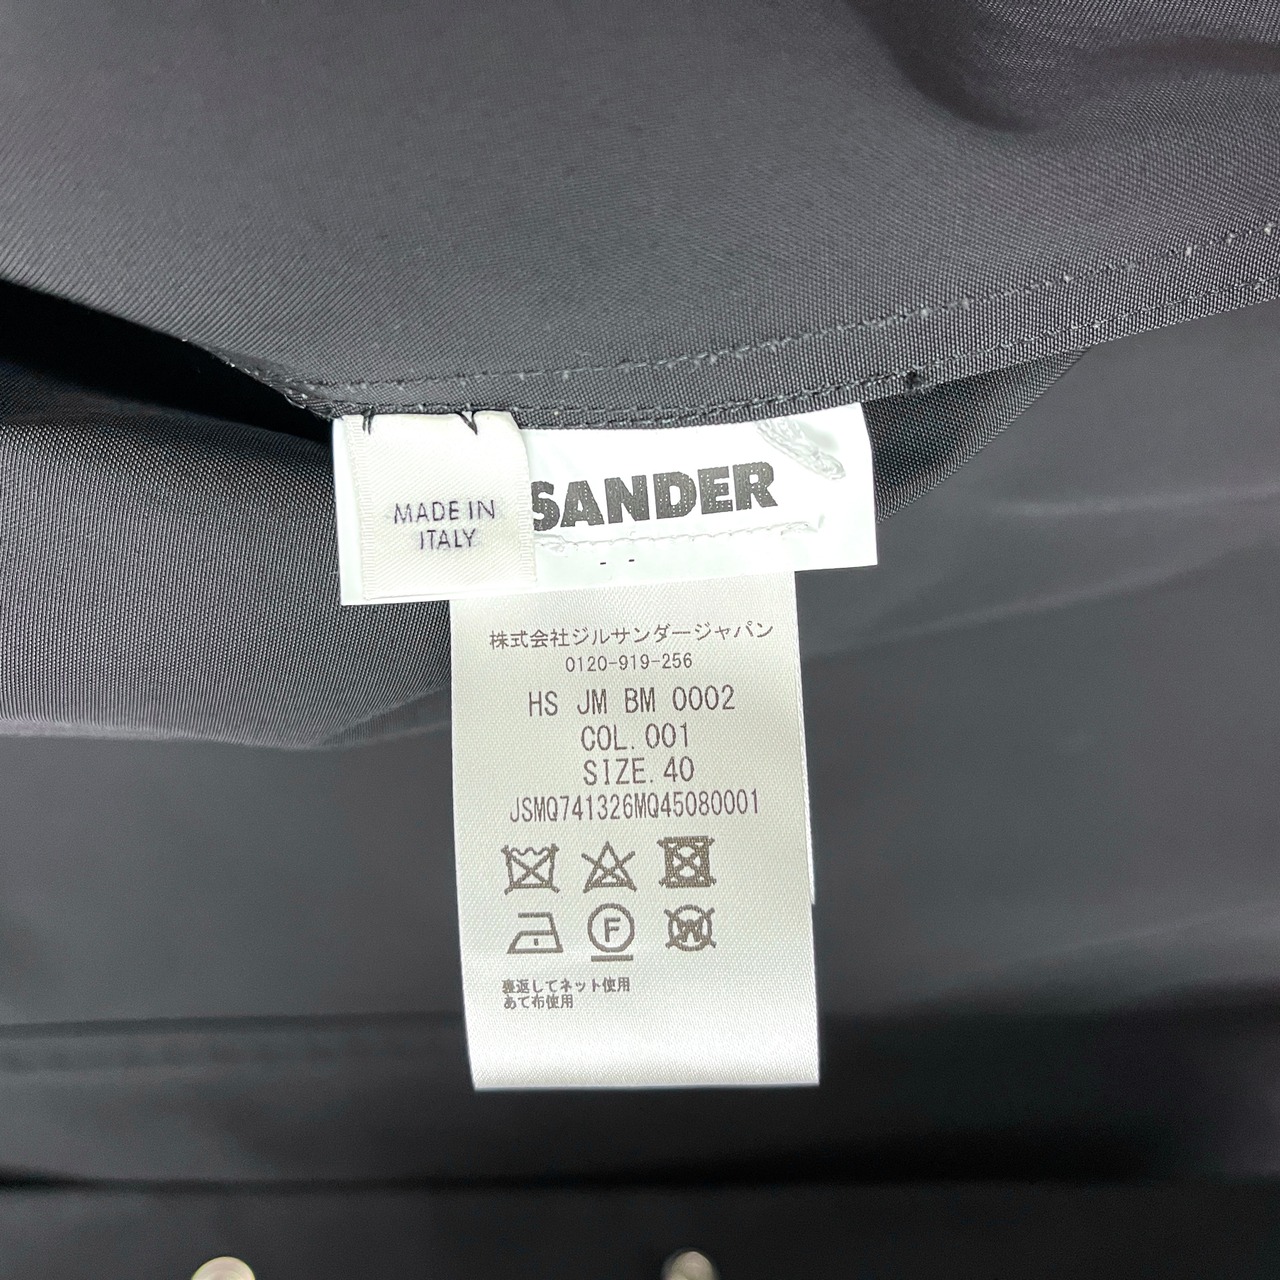 MADE IN
ITALY
SANDER
株式会社ジルサンダージャパン
0120-919-256
HS JM BM 0002
COL.001
SIZE.40
JSMQ741326MQ45080001
F
W
裏返してネット使用
あて布使用